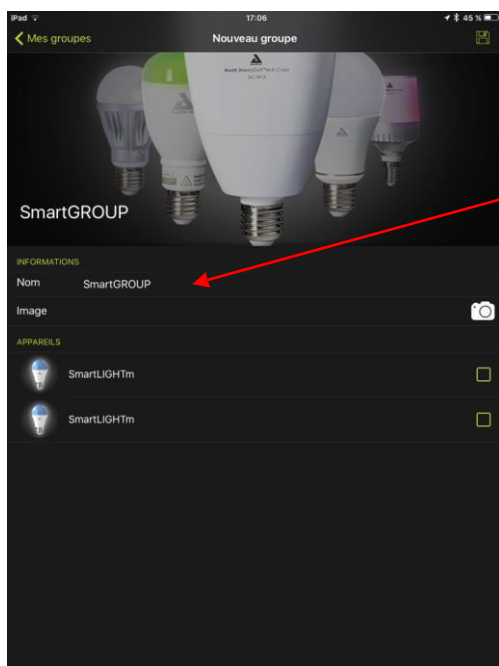 iPad 17:06 45 %
Mes groupes Nouveau groupe
SmartGROUP
INFORMATIONS
Nom SmartGROUP
Image
APPAREILS
SmartLIGHTm
SmartLIGHTm